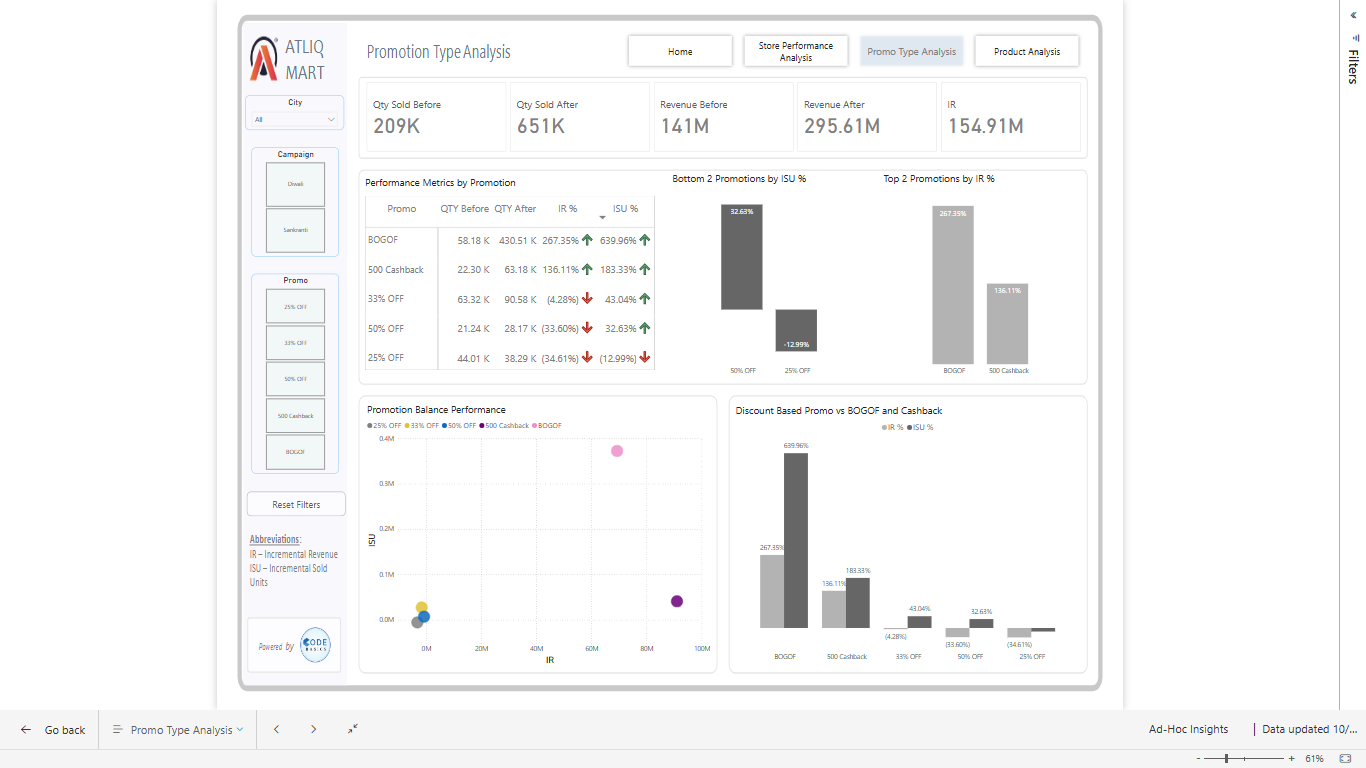 ATLIQ
MART
Promotion Type Analysis
Home
Store Performance
Analysis
Promo Type Analysis
Product Analysis
Filters
City
All
Campaign
Diwali
Sankranti
Promo
25% OFF
33% OFF
50% OFF
500 Cashback
BOGOF
Reset Filters
Abbreviations:
IR – Incremental Revenue
ISU – Incremental Sold
Units
Powered by
CODE
BASICS
Qty Sold Before
209K
Qty Sold After
651K
Revenue Before
141M
Revenue After
295.61M
IR
154.91M
Performance Metrics by Promotion
Promo QTY Before QTY After IR % ISU %
BOGOF 58.18 K 430.51 K 267.35% 639.96%
500 Cashback 22.30 K 63.18 K 136.11% 183.33%
33% OFF 63.32 K 90.58 K (4.28%) 43.04%
50% OFF 21.24 K 28.17 K (33.60%) 32.63%
25% OFF 44.01 K 38.29 K (34.61%) (12.99%)
Bottom 2 Promotions by ISU %
32.63%
-12.99%
50% OFF 25% OFF
Top 2 Promotions by IR %
267.35%
136.11%
BOGOF 500 Cashback
Promotion Balance Performance
25% OFF 33% OFF 50% OFF 500 Cashback BOGOF
0.4M
0.3M
0.2M
0.1M
0.0M
ISU
0M 20M 40M 60M 80M 100M
IR
Discount Based Promo vs BOGOF and Cashback
IR % ISU %
639.96%
267.35%
183.33%
136.11%
43.04%
32.63%
(4.28%)
(33.60%)
(34.61%)
BOGOF 500 Cashback 33% OFF 50% OFF 25% OFF
Go back
Promo Type Analysis
Ad-Hoc Insights
Data updated 10/...
- + 61%